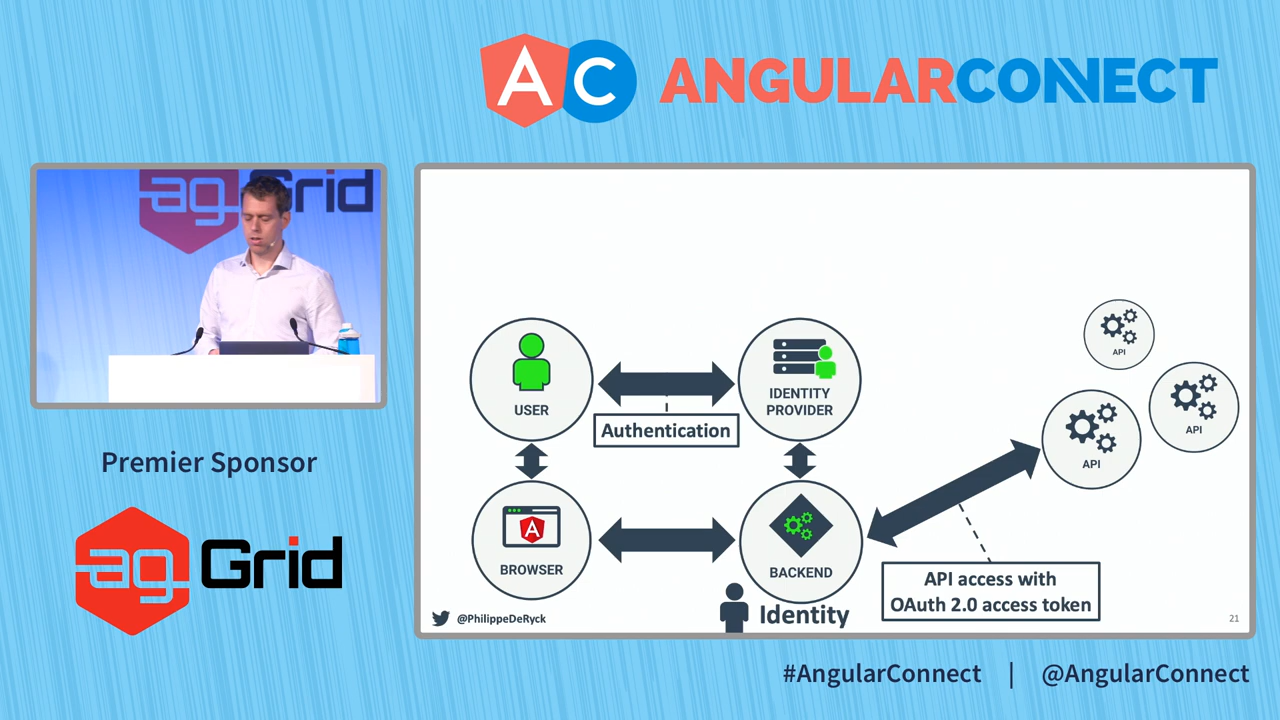 AC ANGULARCONNECT
ag Grid
Premier Sponsor
ag Grid
USER
IDENTITY
PROVIDER
Authentication
BROWSER
BACKEND
API
API
API
API access with
OAuth 2.0 access token
Identity
@PhilippeDeRyck
21
#AngularConnect | @AngularConnect